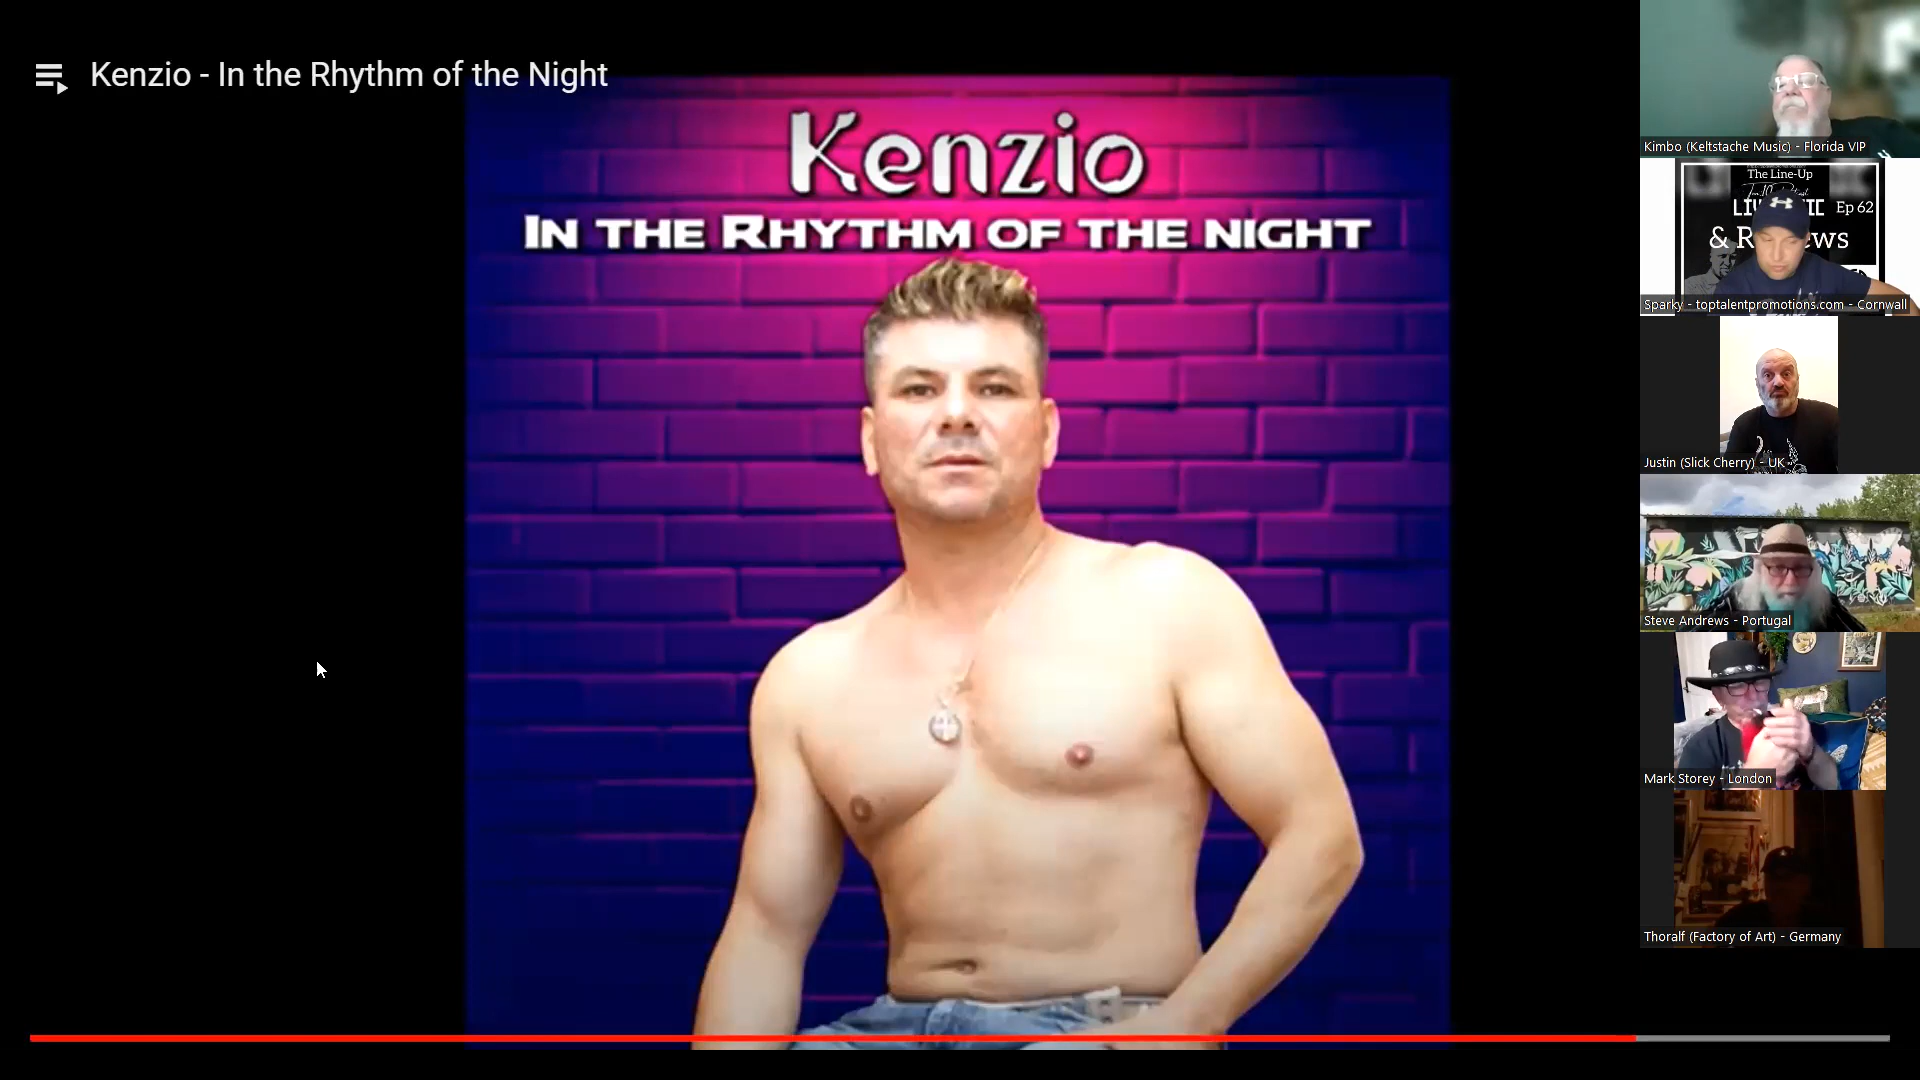 Kenzio - In the Rhythm of the Night
Kenzio
IN THE RHYTHM OF THE NIGHT
Kimbo (Keltstache Music) - Florida VIP
The Line-Up
Ep 62
&
Sparky - toptalentpromotions.com - Cornwall
Justin (Slick Cherry) - UK
Steve Andrews - Portugal
Mark Storey - London
Thoralf (Factory of Art) - Germany